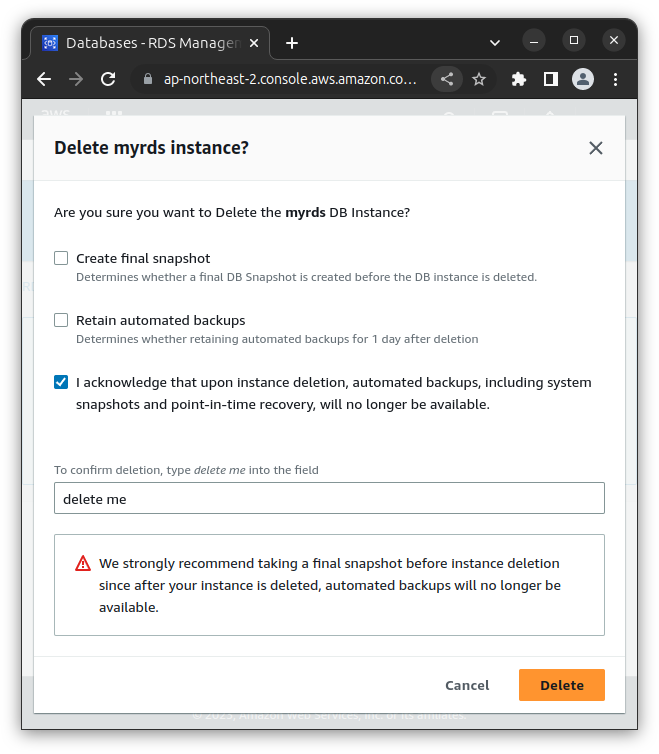 Databases - RDS Managem
ap-northeast-2.console.aws.amazon.co...
aws
Delete myrds instance?
Are you sure you want to Delete the myrds DB Instance?
Create final snapshot
Determines whether a final DB Snapshot is created before the DB instance is deleted.
Retain automated backups
Determines whether retaining automated backups for 1 day after deletion
I acknowledge that upon instance deletion, automated backups, including system
snapshots and point-in-time recovery, will no longer be available.
To confirm deletion, type delete me into the field
delete me
We strongly recommend taking a final snapshot before instance deletion
since after your instance is deleted, automated backups will no longer be
available.
Cancel
Delete
© 2023, Amazon Web Services, Inc. or its affiliates.